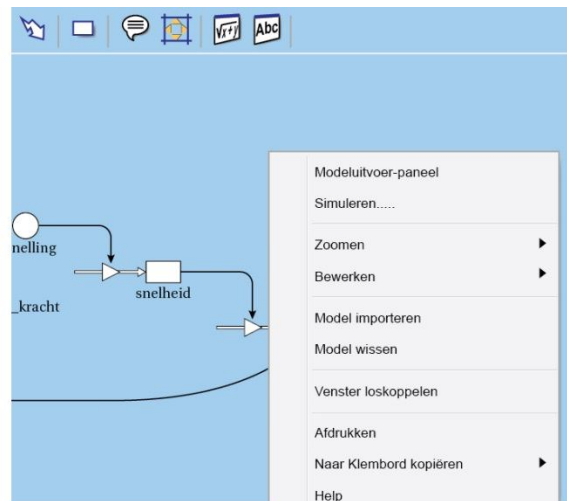 √x+y
Abc
Modeluitvoer-paneel
Simuleren.....
Zoomen
Bewerken
Model importeren
Model wissen
Venster loskoppelen
Afdrukken
Naar Klembord kopiëren
Help
nelling
snelheid
_kracht